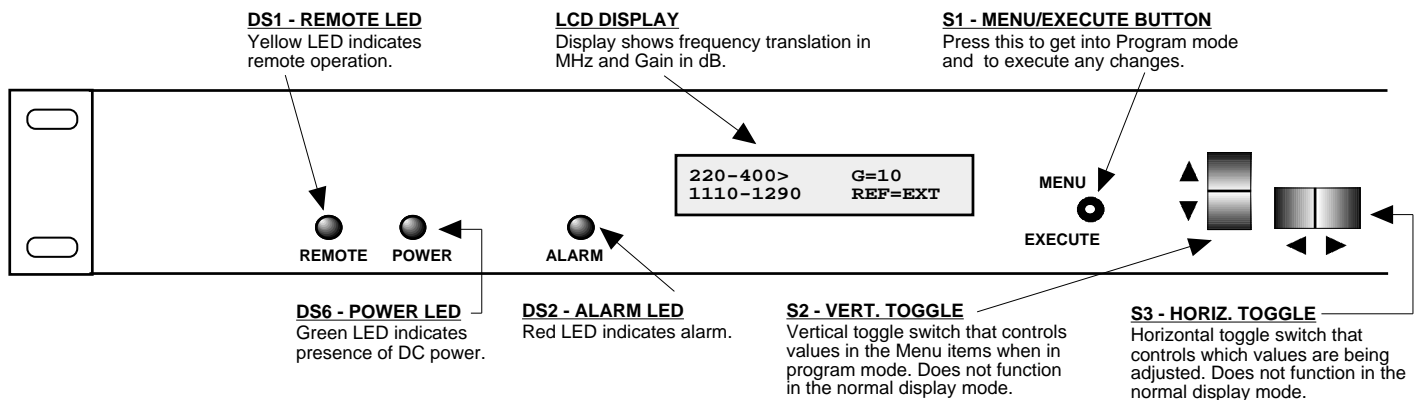 DS1 - REMOTE LED
Yellow LED indicates
remote operation.
LCD DISPLAY
Display shows frequency translation in
MHz and Gain in dB.
S1 - MENU/EXECUTE BUTTON
Press this to get into Program mode
and to execute any changes.
220-400> G=10
1110-1290 REF=EXT
MENU
EXECUTE
REMOTE
POWER
ALARM
DS6 - POWER LED
Green LED indicates
presence of DC power.
DS2 - ALARM LED
Red LED indicates alarm.
S2 - VERT. TOGGLE
Vertical toggle switch that controls
values in the Menu items when in
program mode. Does not function
in the normal display mode.
S3 - HORIZ. TOGGLE
Horizontal toggle switch that
controls which values are being
adjusted. Does not function in the
normal display mode.